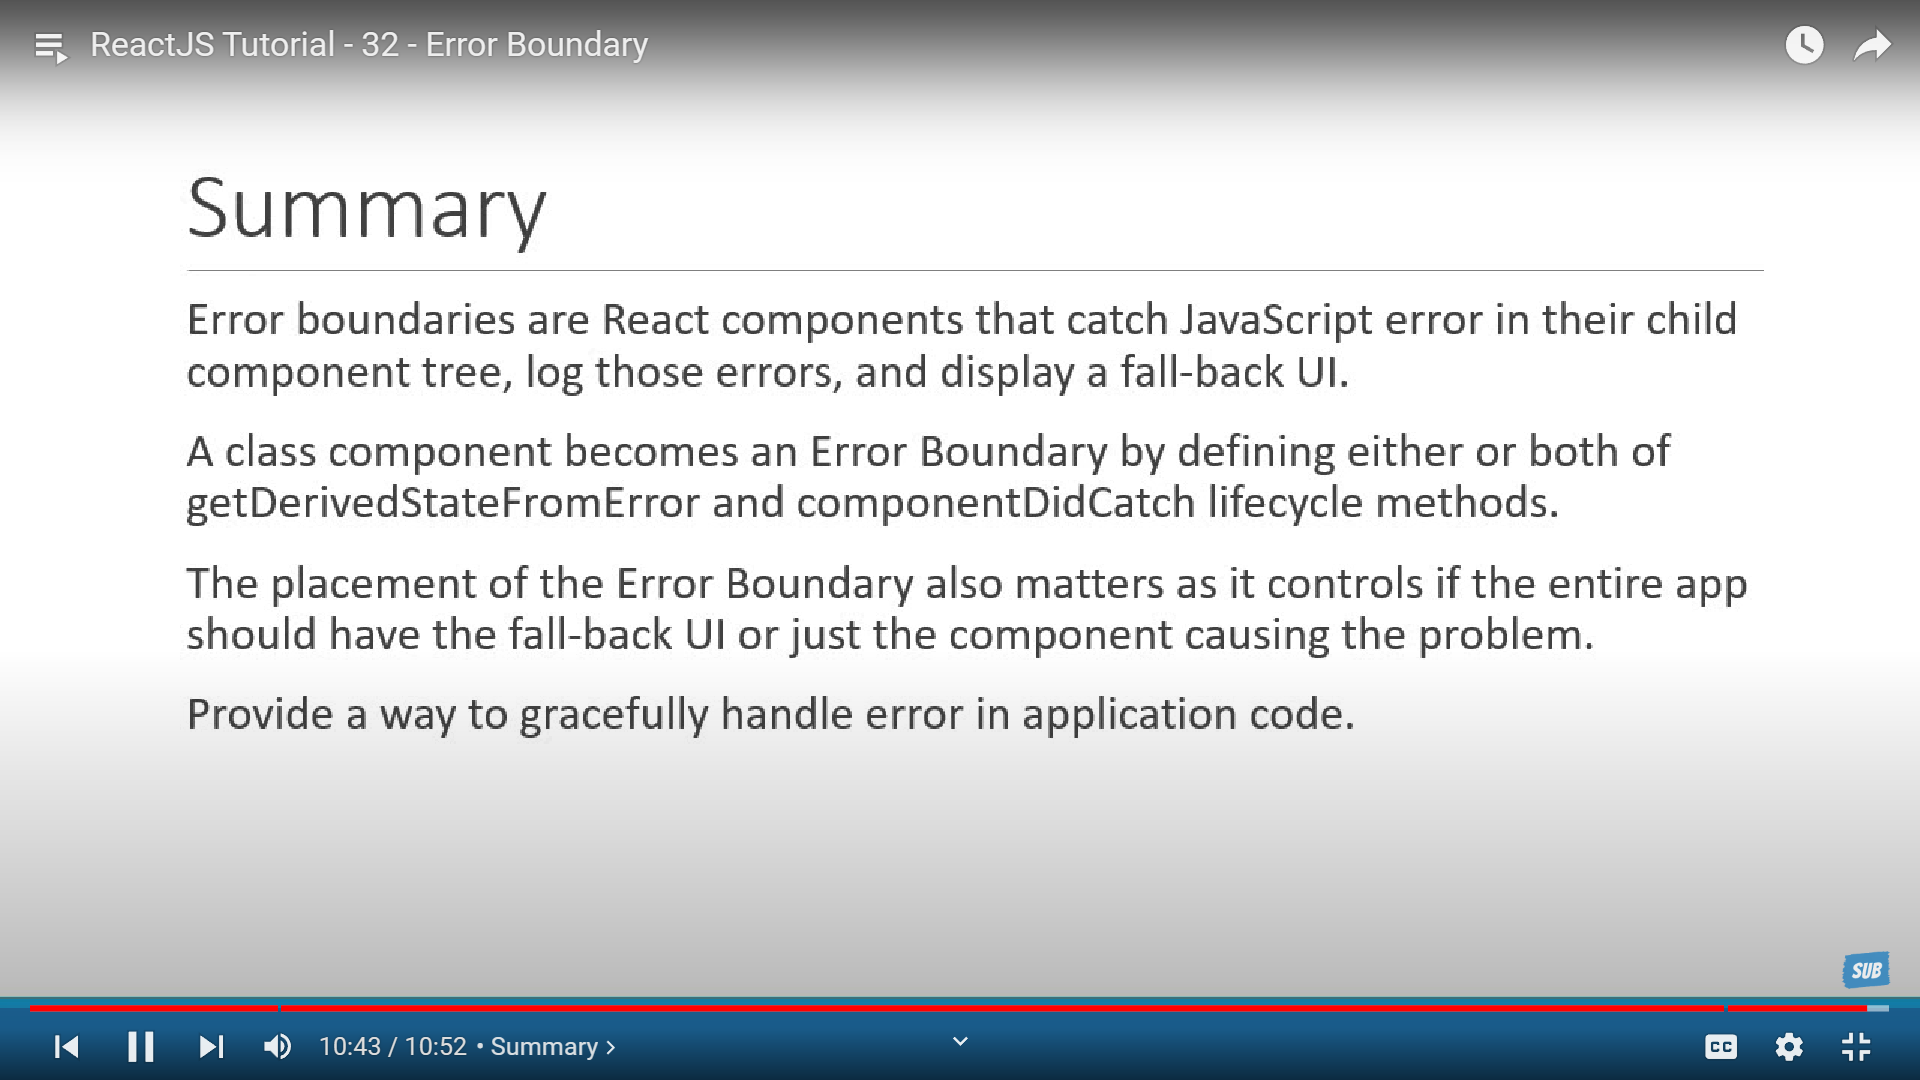 ReactJS Tutorial - 32 - Error Boundary
Summary
Error boundaries are React components that catch JavaScript error in their child
component tree, log those errors, and display a fall-back UI.
A class component becomes an Error Boundary by defining either or both of
getDerivedStateFromError and componentDidCatch lifecycle methods.
The placement of the Error Boundary also matters as it controls if the entire app
should have the fall-back UI or just the component causing the problem.
Provide a way to gracefully handle error in application code.
SUB
10:43 / 10:52 • Summary >
CC